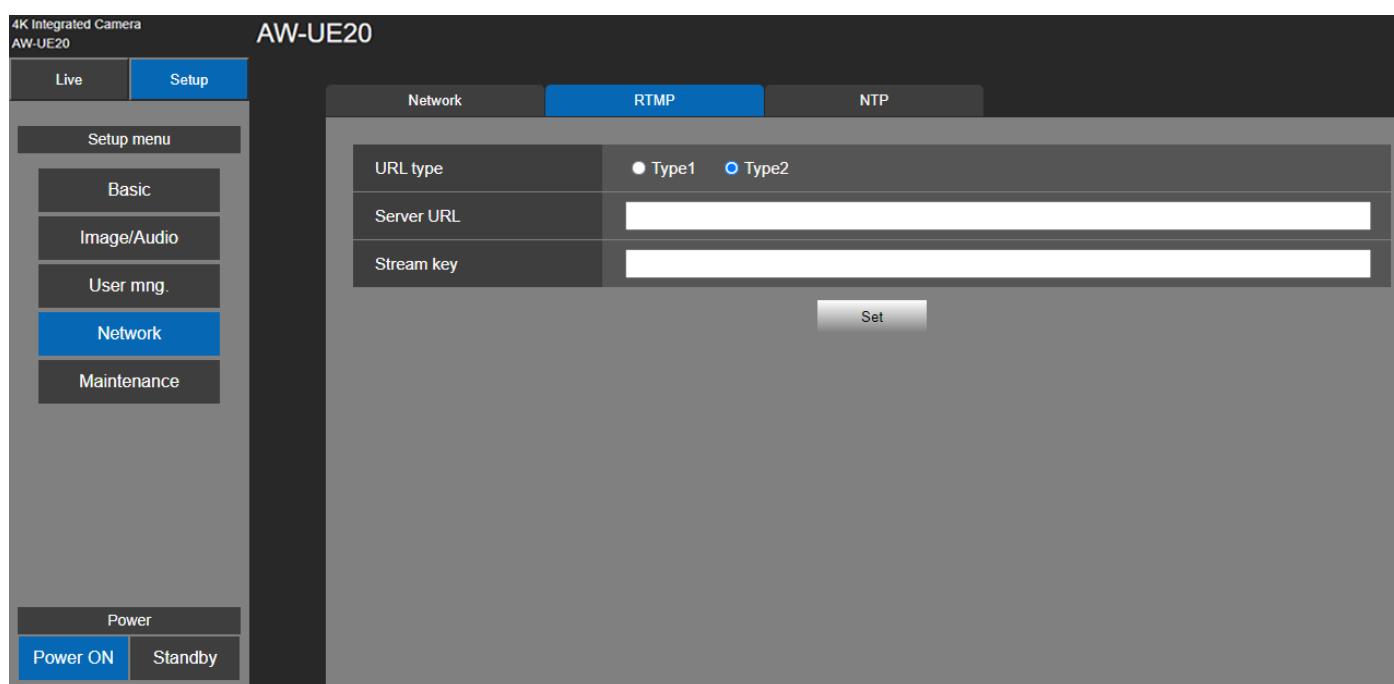 4K Integrated Camera
AW-UE20
AW-UE20
Live Setup
Setup menu
Basic
Image/Audio
User mng.
Network
Maintenance
Power
Power ON Standby
Network RTMP NTP
URL type Type1 Type2
Server URL
Stream key
Set